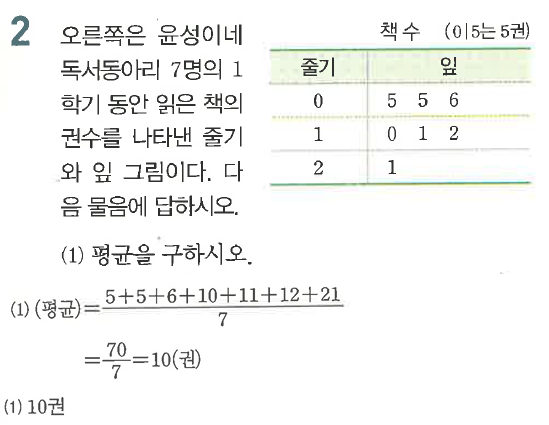 2 오른쪽은 윤성이네
독서동아리 7명의 1
학기 동안 읽은 책의
권수를 나타낸 줄기
와 잎 그림이다. 다
음 물음에 답하시오.
책 수 (0|5는 5권)
줄기 잎
0 5 5 6
1 0 1 2
2 1
(1) 평균을 구하시오.
(1) (평균)=\frac{5+5+6+10+11+12+21}{7}
=\frac{70}{7}=10(권)
(1) 10권